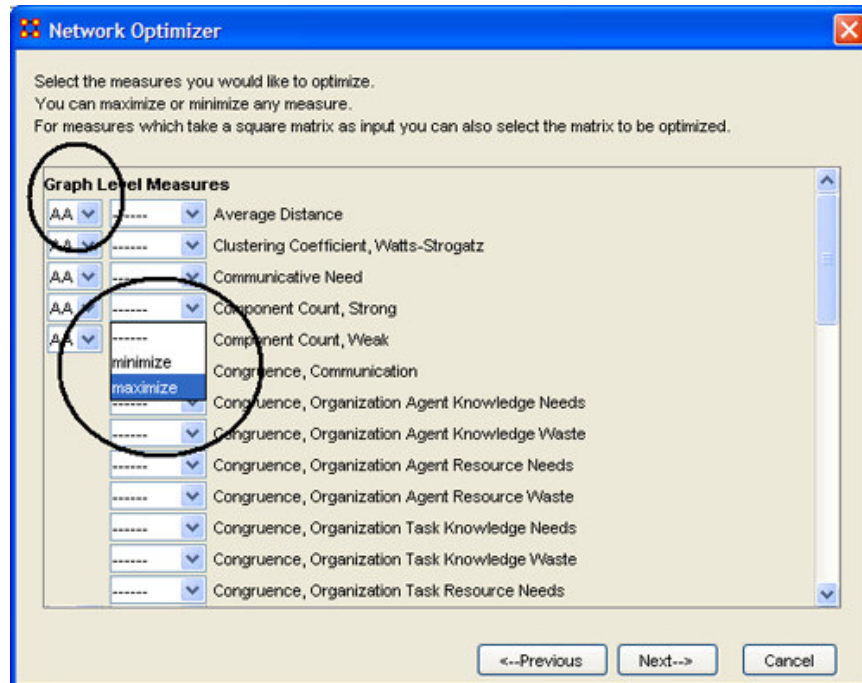 Network Optimizer
Select the measures you would like to optimize.
You can maximize or minimize any measure.
For measures which take a square matrix as input you can also select the matrix to be optimized.
Graph Level Measures
AA ------ Average Distance
AA ------ Clustering Coefficient, Watts-Strogatz
AA ------ Communicative Need
AA ------ Component Count, Strong
AA ------ Component Count, Weak
minimize Congruence, Communication
maximize
------ Congruence, Organization Agent Knowledge Needs
------ Congruence, Organization Agent Knowledge Waste
------ Congruence, Organization Agent Resource Needs
------ Congruence, Organization Agent Resource Waste
------ Congruence, Organization Task Knowledge Needs
------ Congruence, Organization Task Knowledge Waste
------ Congruence, Organization Task Resource Needs
<--Previous Next--> Cancel